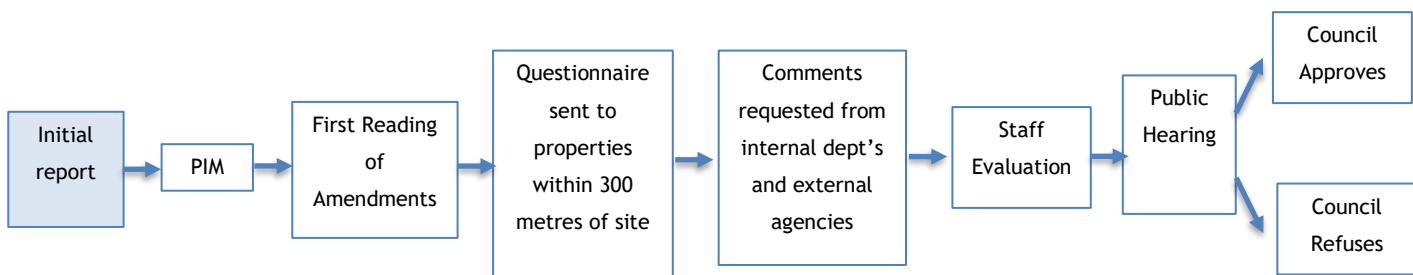 Initial
report
PIM
First Reading
of
Amendments
Questionnaire
sent to
properties
within 300
metres of site
Comments
requested from
internal dept’s
and external
agencies
Staff
Evaluation
Public
Hearing
Council
Approves
Council
Refuses